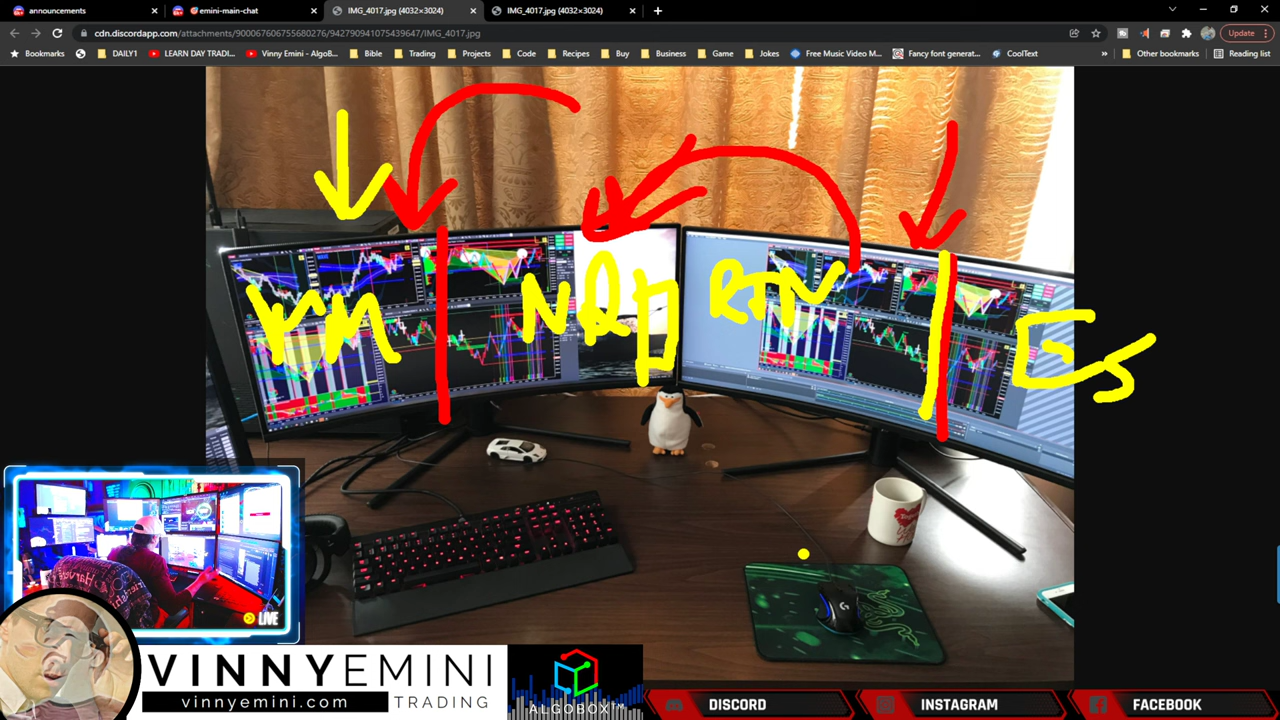 announcements
emini-main-chat
IMG_4017.jpg (4032×3024)
IMG_4017.jpg (4032×3024)
cdn.discordapp.com/attachments/900067606755680276/942790941075439647/IMG_4017.jpg
Update
Bookmarks
DAILY1
LEARN DAY TRADI...
Vinny Emini - AlgoB...
Bible
Trading
Projects
Code
Recipes
Buy
Business
Game
Jokes
Free Music Video M...
Fancy font generat...
CoolText
»
Other bookmarks
Reading list
YM
NQ
RTY
ES
LIVE
VINNYEMINI
vinnyemini.com
TRADING
ALGOBOX™
DISCORD
INSTAGRAM
FACEBOOK